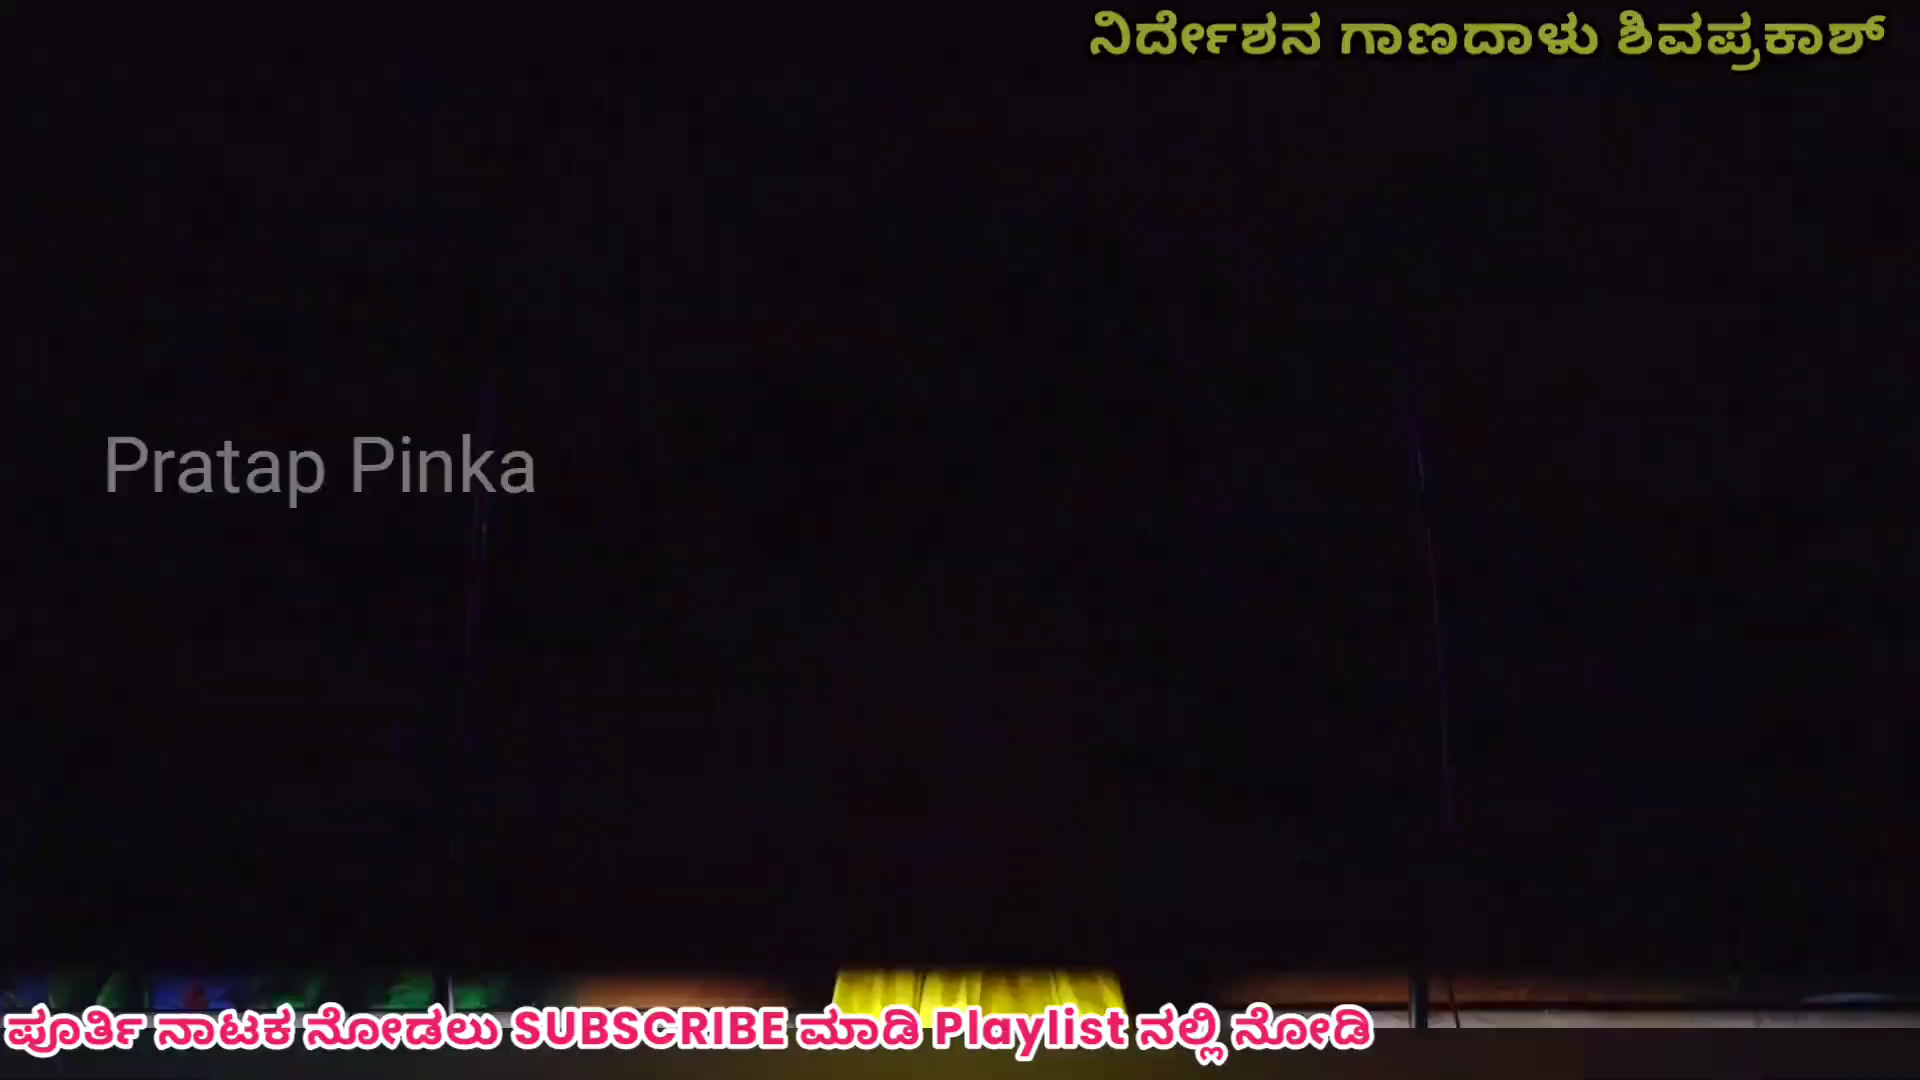 ನಿರ್ದೇಶನ ಗಾಣದಾಳು ಶಿವಪ್ರಕಾಶ್
Pratap Pinka
ಪೂರ್ತಿ ನಾಟಕ ನೋಡಲು SUBSCRIBE ಮಾಡಿ Playlist ನಲ್ಲಿ ನೋಡಿ